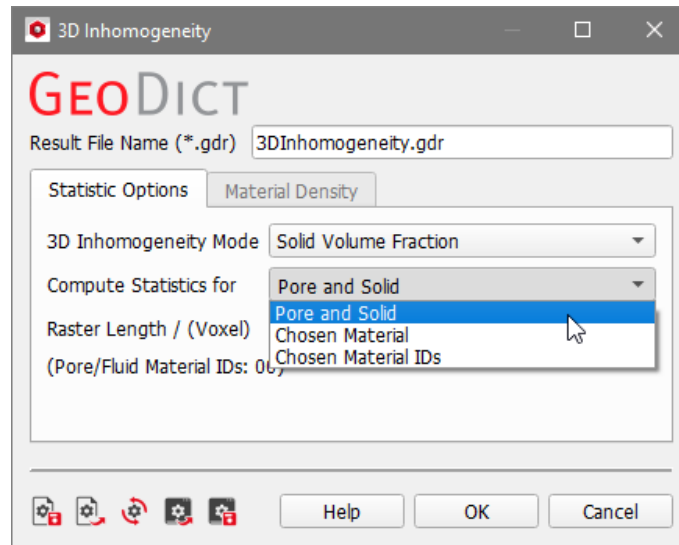 3D Inhomogeneity
GEODICT
Result File Name (*.gdr) 3DInhomogeneity.gdr
Statistic Options Material Density
3D Inhomogeneity Mode Solid Volume Fraction
Compute Statistics for Pore and Solid
Pore and Solid
Raster Length / (Voxel) Chosen Material
(Pore/Fluid Material IDs: 00) Chosen Material IDs
Help OK Cancel